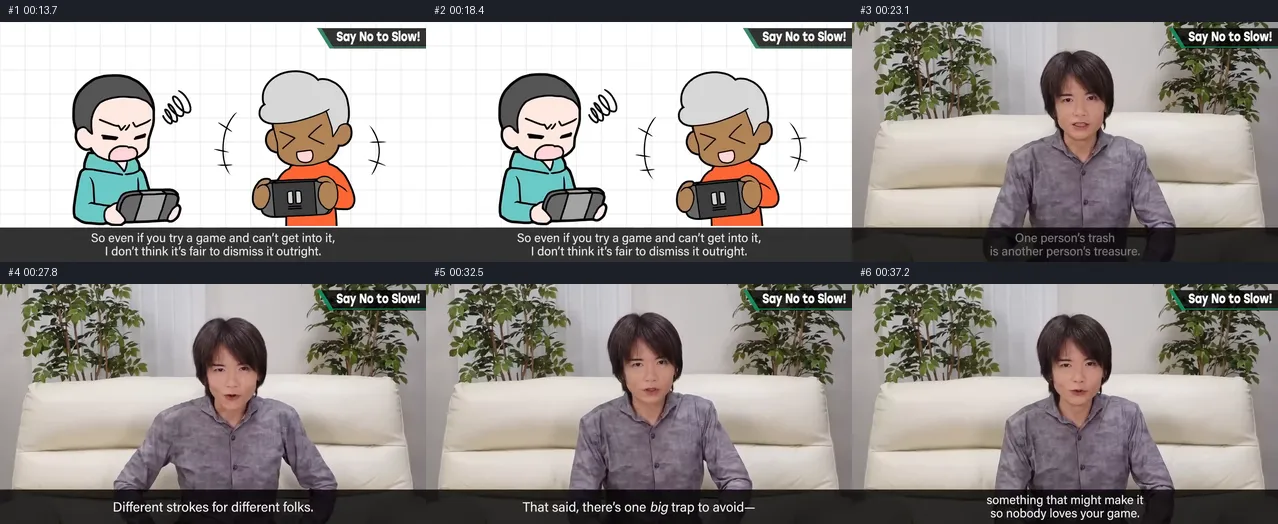 #1 00:13.7
Say No to Slow!
So even if you try a game and can't get into it,
I don't think it's fair to dismiss it outright.
#2 00:18.4
Say No to Slow!
So even if you try a game and can't get into it,
I don't think it's fair to dismiss it outright.
#3 00:23.1
Say No to Slow!
One person's trash
is another person's treasure.
#4 00:27.8
Say No to Slow!
Different strokes for different folks.
#5 00:32.5
Say No to Slow!
That said, there's one big trap to avoid—
#6 00:37.2
Say No to Slow!
something that might make it
so nobody loves your game.